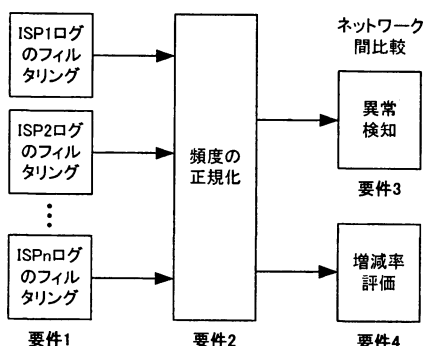 ISP1ログ
のフィル
タリング
ISP2ログ
のフィル
タリング
ISPnログ
のフィル
タリング
要件1
頻度の
正規化
要件2
ネットワーク
間比較
異常
検知
要件3
増減率
評価
要件4